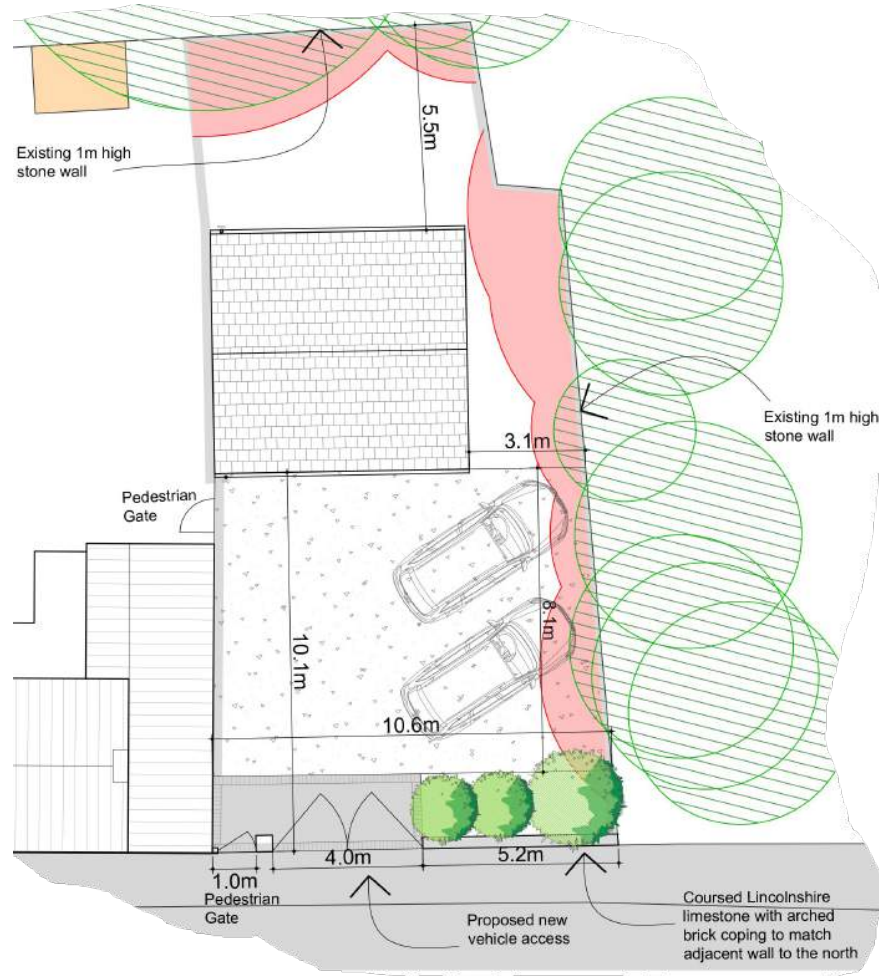 5.5m
Existing 1m high
stone wall
Existing 1m high
stone wall
3.1m
Pedestrian
Gate
8.1m
10.1m
10.6m
1.0m
4.0m
5.2m
Pedestrian
Gate
Proposed new
vehicle access
Coursed Lincolnshire
limestone with arched
brick coping to match
adjacent wall to the north